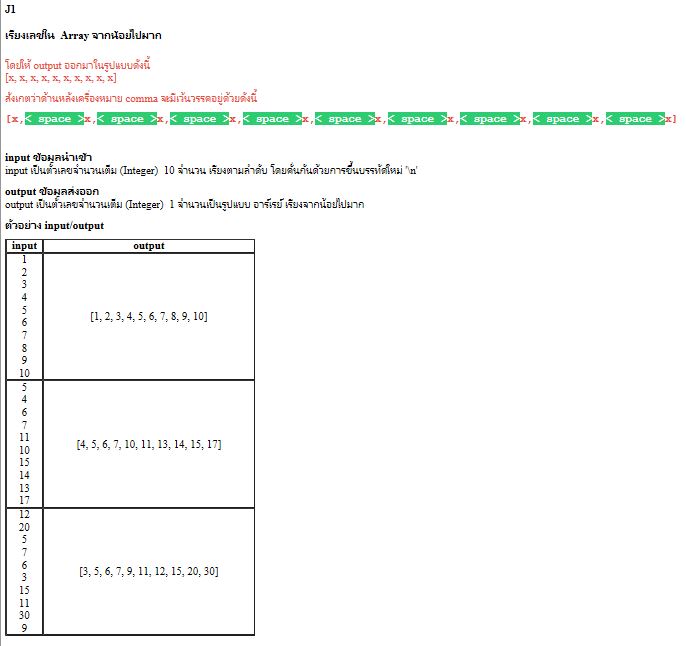 J1
เรียงเลขใน Array จากน้อยไปมาก
โดยให้ output ออกมาในรูปแบบดังนี้
[x, x, x, x, x, x, x, x, x, x]
สังเกตว่าด้านหลังเครื่องหมาย comma จะมีเว้นวรรคอยู่ด้วยดังนี้
[x,< space >x,< space >x,< space >x,< space >x,< space >x,< space >x,< space >x,< space >x,< space >x]
input ข้อมูลนำเข้า
input เป็นตัวเลขจำนวนเต็ม (Integer) 10 จำนวน เรียงตามลำดับ โดยคั่นกันด้วยการขึ้นบรรทัดใหม่ '\n'
output ข้อมูลส่งออก
output เป็นตัวเลขจำนวนเต็ม (Integer) 1 จำนวนเป็นรูปแบบ อาร์เรย์ เรียงจากน้อยไปมาก
ตัวอย่าง input/output
input output
1
2
3
4
5
[1, 2, 3, 4, 5, 6, 7, 8, 9, 10]
6
7
8
9
10
5
4
6
7
11
[4, 5, 6, 7, 10, 11, 13, 14, 15, 17]
10
15
14
13
17
12
20
5
7
6
[3, 5, 6, 7, 9, 11, 12, 15, 20, 30]
3
15
11
30
9